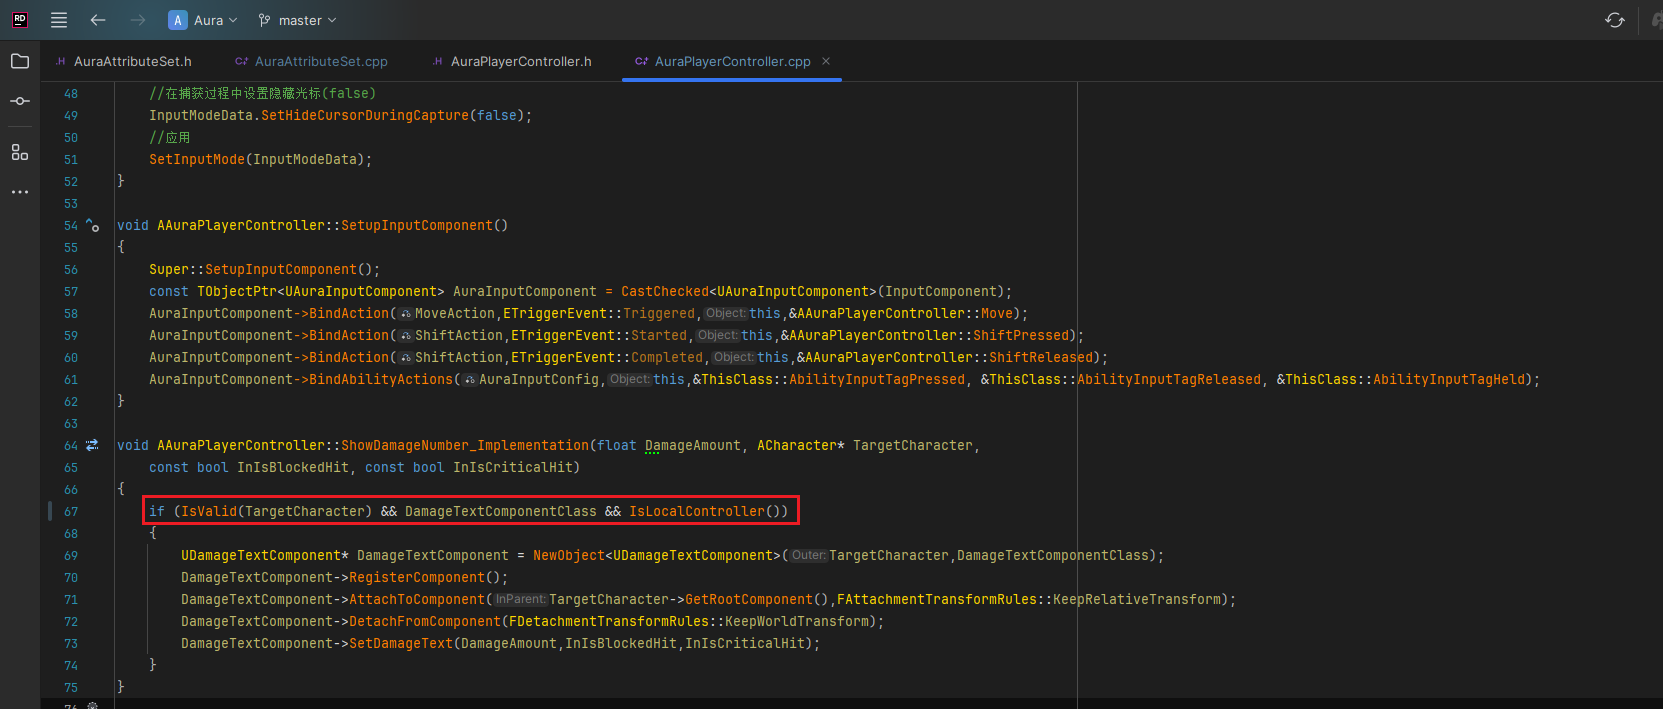 RD
A Aura master
.H AuraAttributeSet.h C+ AuraAttributeSet.cpp .H AuraPlayerController.h C+ AuraPlayerController.cpp ×
48 //在捕获过程中设置隐藏光标(false)
49 InputModeData.SetHideCursorDuringCapture(false);
50 //应用
51 SetInputMode(InputModeData);
52 }
53
54 void AAuraPlayerController::SetupInputComponent()
55 {
56 Super::SetupInputComponent();
57 const TObjectPtr<UAuraInputComponent> AuraInputComponent = CastChecked<UAuraInputComponent>(InputComponent);
58 AuraInputComponent->BindAction(MoveAction,ETriggerEvent::Triggered,Object:this,&AAuraPlayerController::Move);
59 AuraInputComponent->BindAction(ShiftAction,ETriggerEvent::Started,Object:this,&AAuraPlayerController::ShiftPressed);
60 AuraInputComponent->BindAction(ShiftAction,ETriggerEvent::Completed,Object:this,&AAuraPlayerController::ShiftReleased);
61 AuraInputComponent->BindAbilityActions(AuraInputConfig,Object:this,&ThisClass::AbilityInputTagPressed, &ThisClass::AbilityInputTagReleased, &ThisClass::AbilityInputTagHeld);
62 }
63
64 void AAuraPlayerController::ShowDamageNumber_Implementation(float DamageAmount, ACharacter* TargetCharacter,
65 const bool InIsBlockedHit, const bool InIsCriticalHit)
66 {
67 if (IsValid(TargetCharacter) && DamageTextComponentClass && IsLocalController())
68 {
69 UDamageTextComponent* DamageTextComponent = NewObject<UDamageTextComponent>(Outer:TargetCharacter,DamageTextComponentClass);
70 DamageTextComponent->RegisterComponent();
71 DamageTextComponent->AttachToComponent(InParent:TargetCharacter->GetRootComponent(),FAttachmentTransformRules::KeepRelativeTransform);
72 DamageTextComponent->DetachFromComponent(FDetachmentTransformRules::KeepWorldTransform);
73 DamageTextComponent->SetDamageText(DamageAmount,InIsBlockedHit,InIsCriticalHit);
74 }
75 }
76